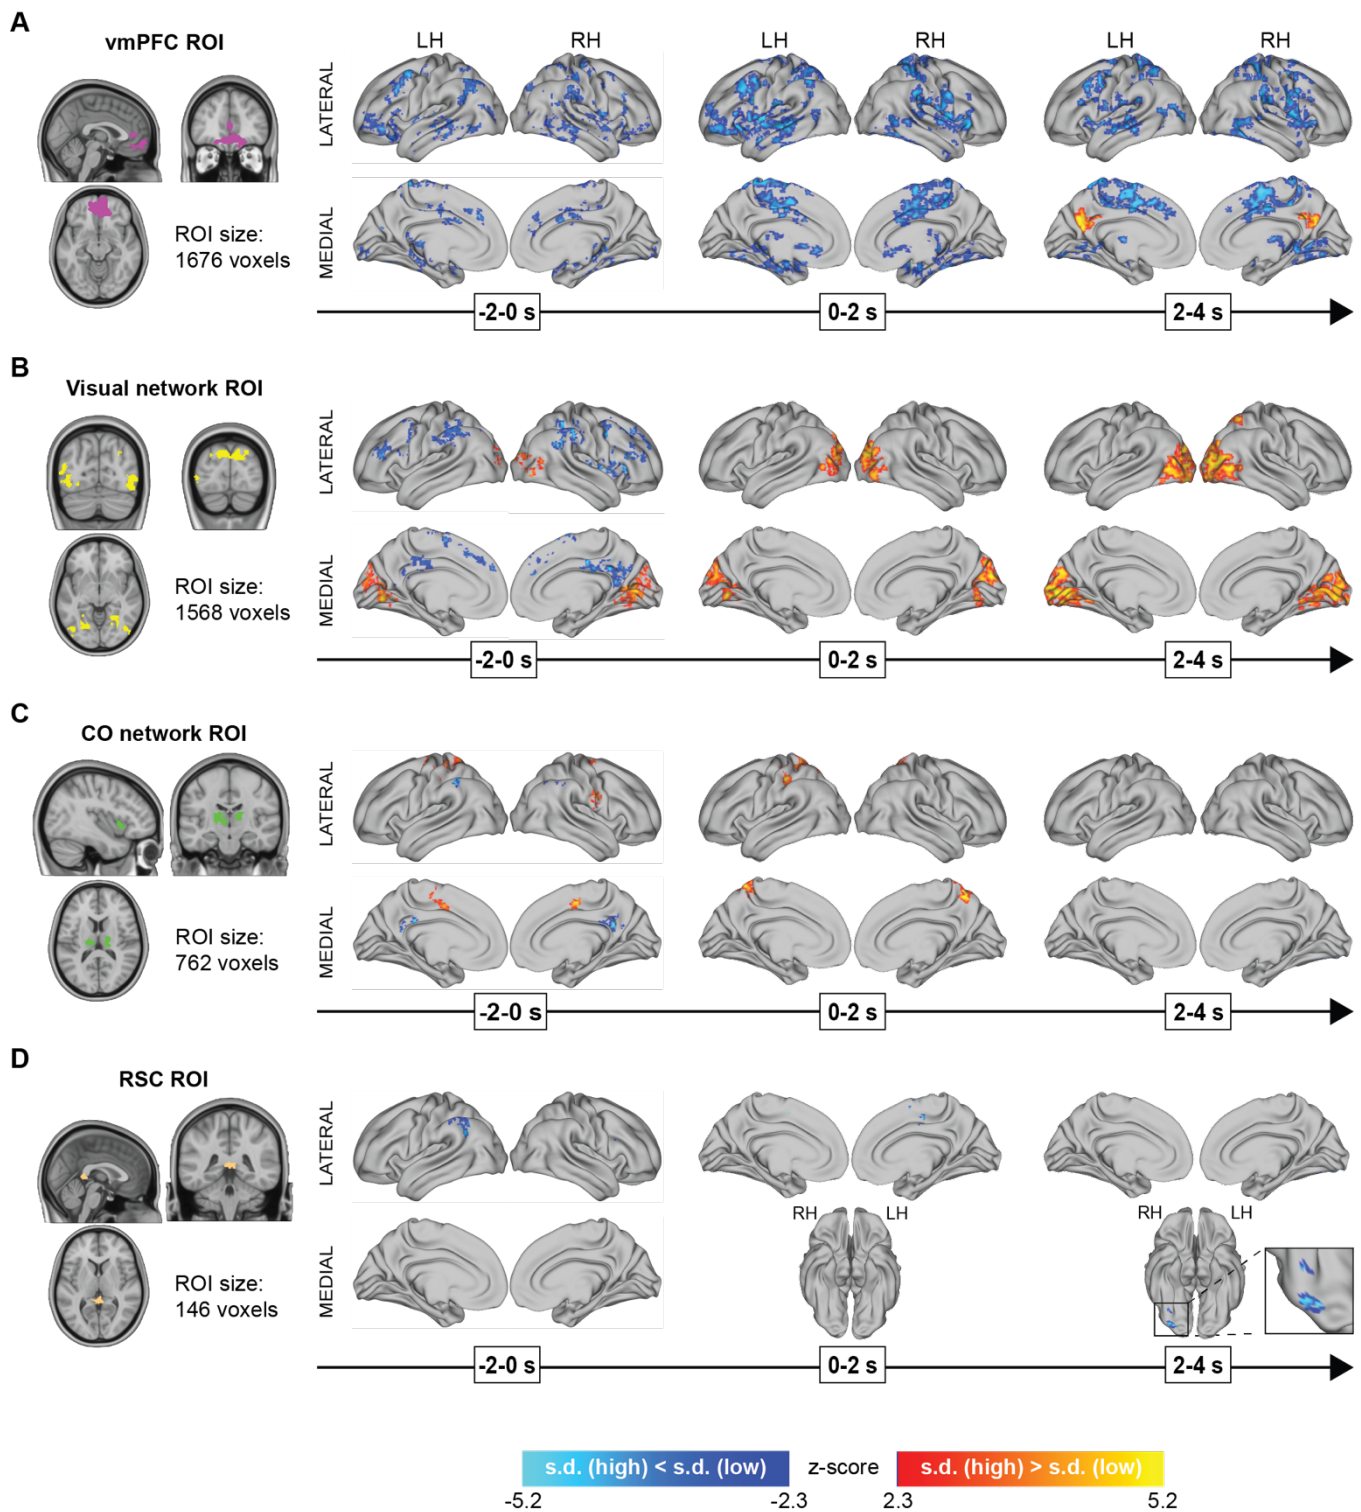 A
vmPFC ROI
ROI size:
1676 voxels
LATERAL
MEDIAL
LH
RH
LH
RH
LH
RH
-2-0 s
0-2 s
2-4 s
B
Visual network ROI
ROI size:
1568 voxels
LATERAL
MEDIAL
-2-0 s
0-2 s
2-4 s
C
CO network ROI
ROI size:
762 voxels
LATERAL
MEDIAL
-2-0 s
0-2 s
2-4 s
D
RSC ROI
ROI size:
146 voxels
LATERAL
MEDIAL
RH
LH
RH
LH
-2-0 s
0-2 s
2-4 s
s.d. (high) < s.d. (low)
z-score
s.d. (high) > s.d. (low)
-5.2
-2.3
2.3
5.2